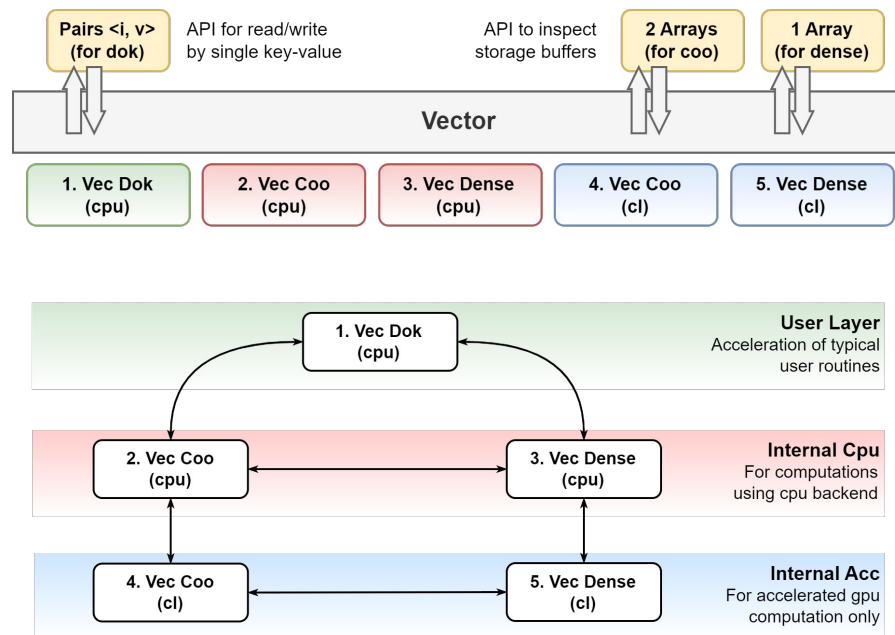 Pairs <i, v>
(for dok)
API for read/write
by single key-value
API to inspect
storage buffers
2 Arrays
(for coo)
1 Array
(for dense)
Vector
1. Vec Dok
(cpu)
2. Vec Coo
(cpu)
3. Vec Dense
(cpu)
4. Vec Coo
(cl)
5. Vec Dense
(cl)
User Layer
Acceleration of typical
user routines
1. Vec Dok
(cpu)
Internal Cpu
For computations
using cpu backend
2. Vec Coo
(cpu)
3. Vec Dense
(cpu)
Internal Acc
For accelerated gpu
computation only
4. Vec Coo
(cl)
5. Vec Dense
(cl)